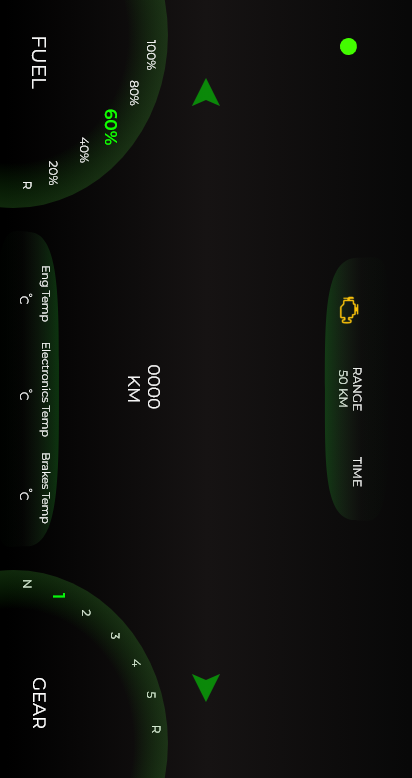 RANGE
50 KM
TIME
0000
KM
100%
80%
60%
40%
20%
R
FUEL
Eng Temp
°C
Electronics Temp
°C
Brakes Temp
°C
N
1
2
3
4
5
R
GEAR